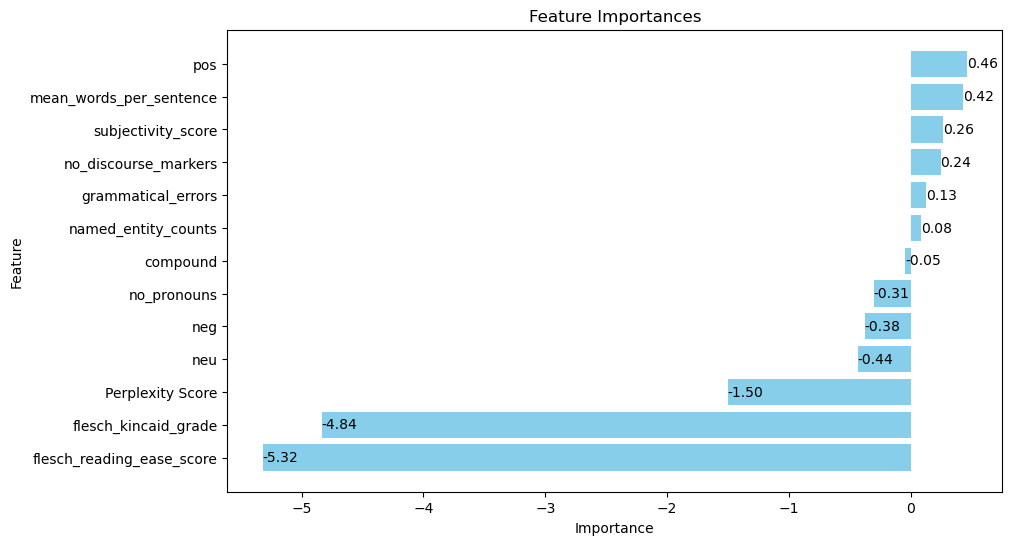 Feature Importances
pos 0.46
mean_words_per_sentence 0.42
subjectivity_score 0.26
no_discourse_markers 0.24
grammatical_errors 0.13
named_entity_counts 0.08
compound -0.05
no_pronouns -0.31
neg -0.38
neu -0.44
Perplexity Score -1.50
flesch_kincaid_grade -4.84
flesch_reading_ease_score -5.32
Feature
−5 −4 −3 −2 −1 0
Importance